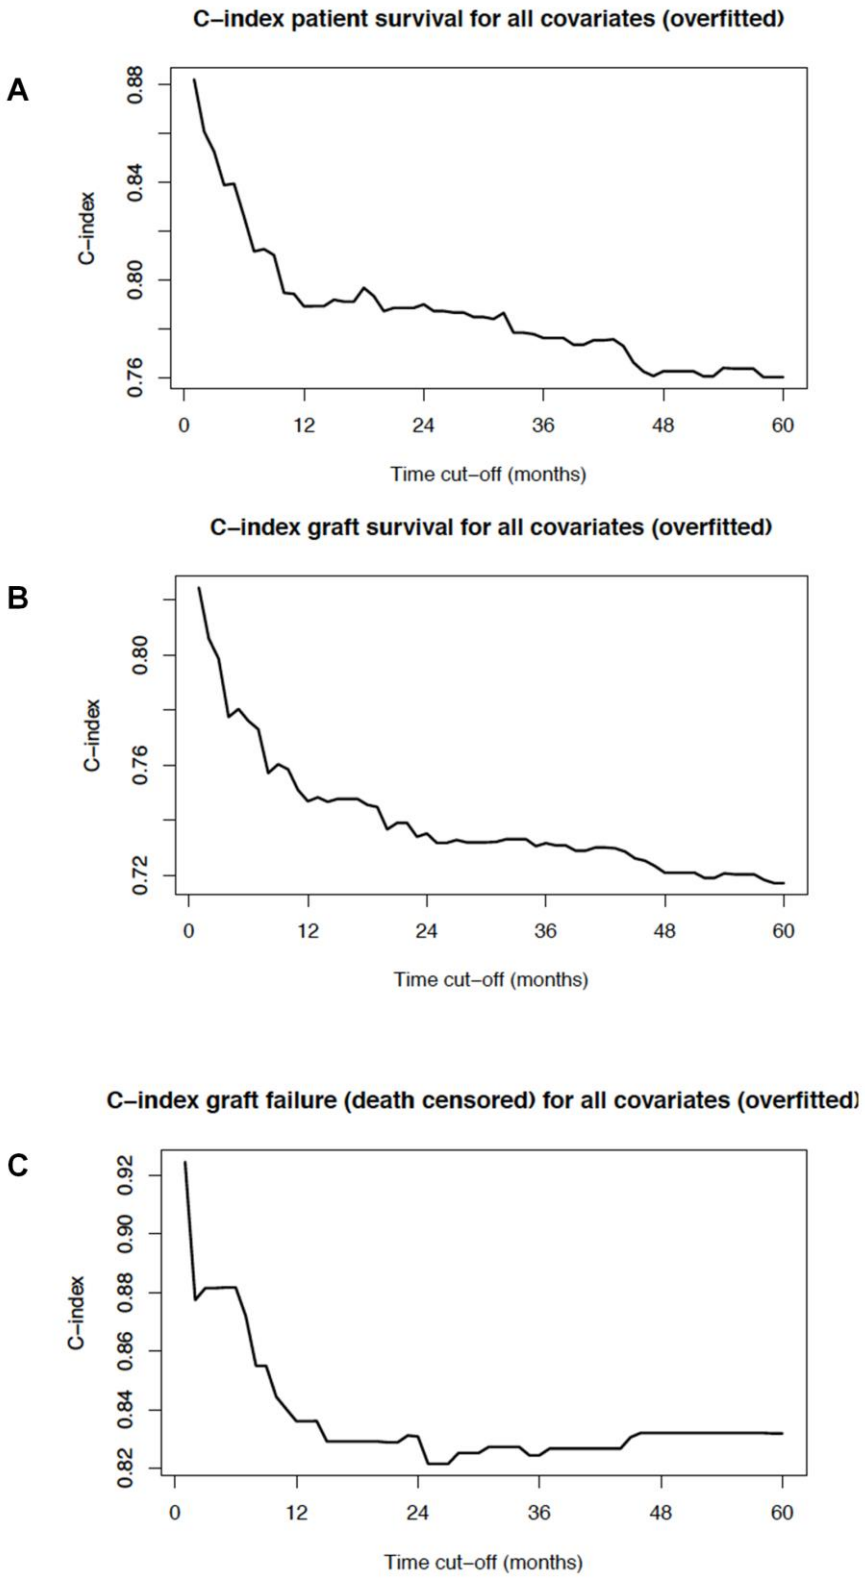 C−index patient survival for all covariates (overfitted)
A
0.88
0.84
0.80
0.76
C−index
0 12 24 36 48 60
Time cut−off (months)
C−index graft survival for all covariates (overfitted)
B
0.80
0.76
0.72
C−index
0 12 24 36 48 60
Time cut−off (months)
C−index graft failure (death censored) for all covariates (overfitted)
C
0.92
0.90
0.88
0.86
0.84
0.82
C−index
0 12 24 36 48 60
Time cut−off (months)